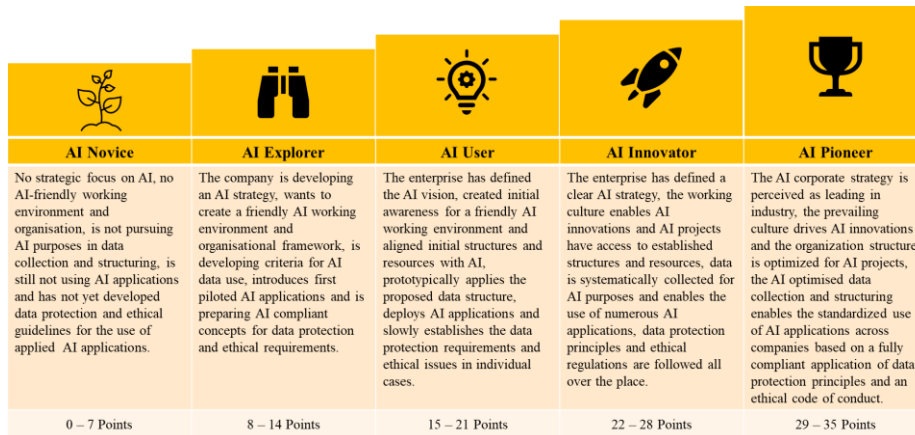 AI Novice
No strategic focus on AI, no
AI-friendly working
environment and
organisation, is not pursuing
AI purposes in data
collection and structuring, is
still not using AI applications
and has not yet developed
data protection and ethical
guidelines for the use of
applied AI applications.
0 – 7 Points
AI Explorer
The company is developing
an AI strategy, wants to
create a friendly AI working
environment and
organisational framework, is
developing criteria for AI
data use, introduces first
piloted AI applications and is
preparing AI compliant
concepts for data protection
and ethical requirements.
8 – 14 Points
AI User
The enterprise has defined
the AI vision, created initial
awareness for a friendly AI
working environment and
aligned initial structures and
resources with AI,
prototypically applies the
proposed data structure,
deploys AI applications and
slowly establishes the data
protection requirements and
ethical issues in individual
cases.
15 – 21 Points
AI Innovator
The enterprise has defined a
clear AI strategy, the working
culture enables AI
innovations and AI projects
have access to established
structures and resources, data
is systematically collected for
AI purposes and enables the
use of numerous AI
applications, data protection
principles and ethical
regulations are followed all
over the place.
22 – 28 Points
AI Pioneer
The AI corporate strategy is
perceived as leading in
industry, the prevailing
culture drives AI innovations
and the organization structure
is optimized for AI projects,
the AI optimised data
collection and structuring
enables the standardized use
of AI applications across
companies based on a fully
compliant application of data
protection principles and an
ethical code of conduct.
29 – 35 Points